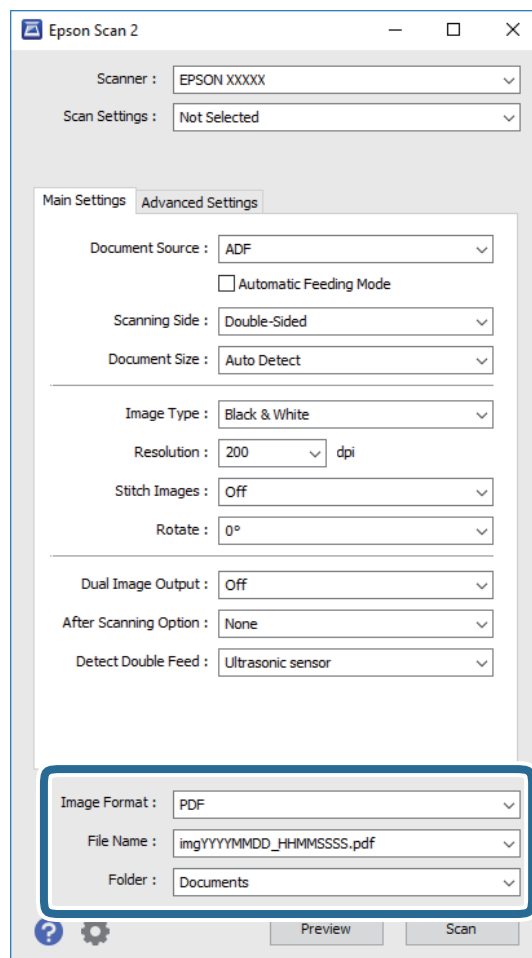 Epson Scan 2
Scanner : EPSON XXXXX
Scan Settings : Not Selected
Main Settings Advanced Settings
Document Source : ADF
Automatic Feeding Mode
Scanning Side : Double-Sided
Document Size : Auto Detect
Image Type : Black & White
Resolution : 200 dpi
Stitch Images : Off
Rotate : 0°
Dual Image Output : Off
After Scanning Option : None
Detect Double Feed : Ultrasonic sensor
Image Format : PDF
File Name : imgYYYYMMDD_HHMMSSSS.pdf
Folder : Documents
? Preview Scan